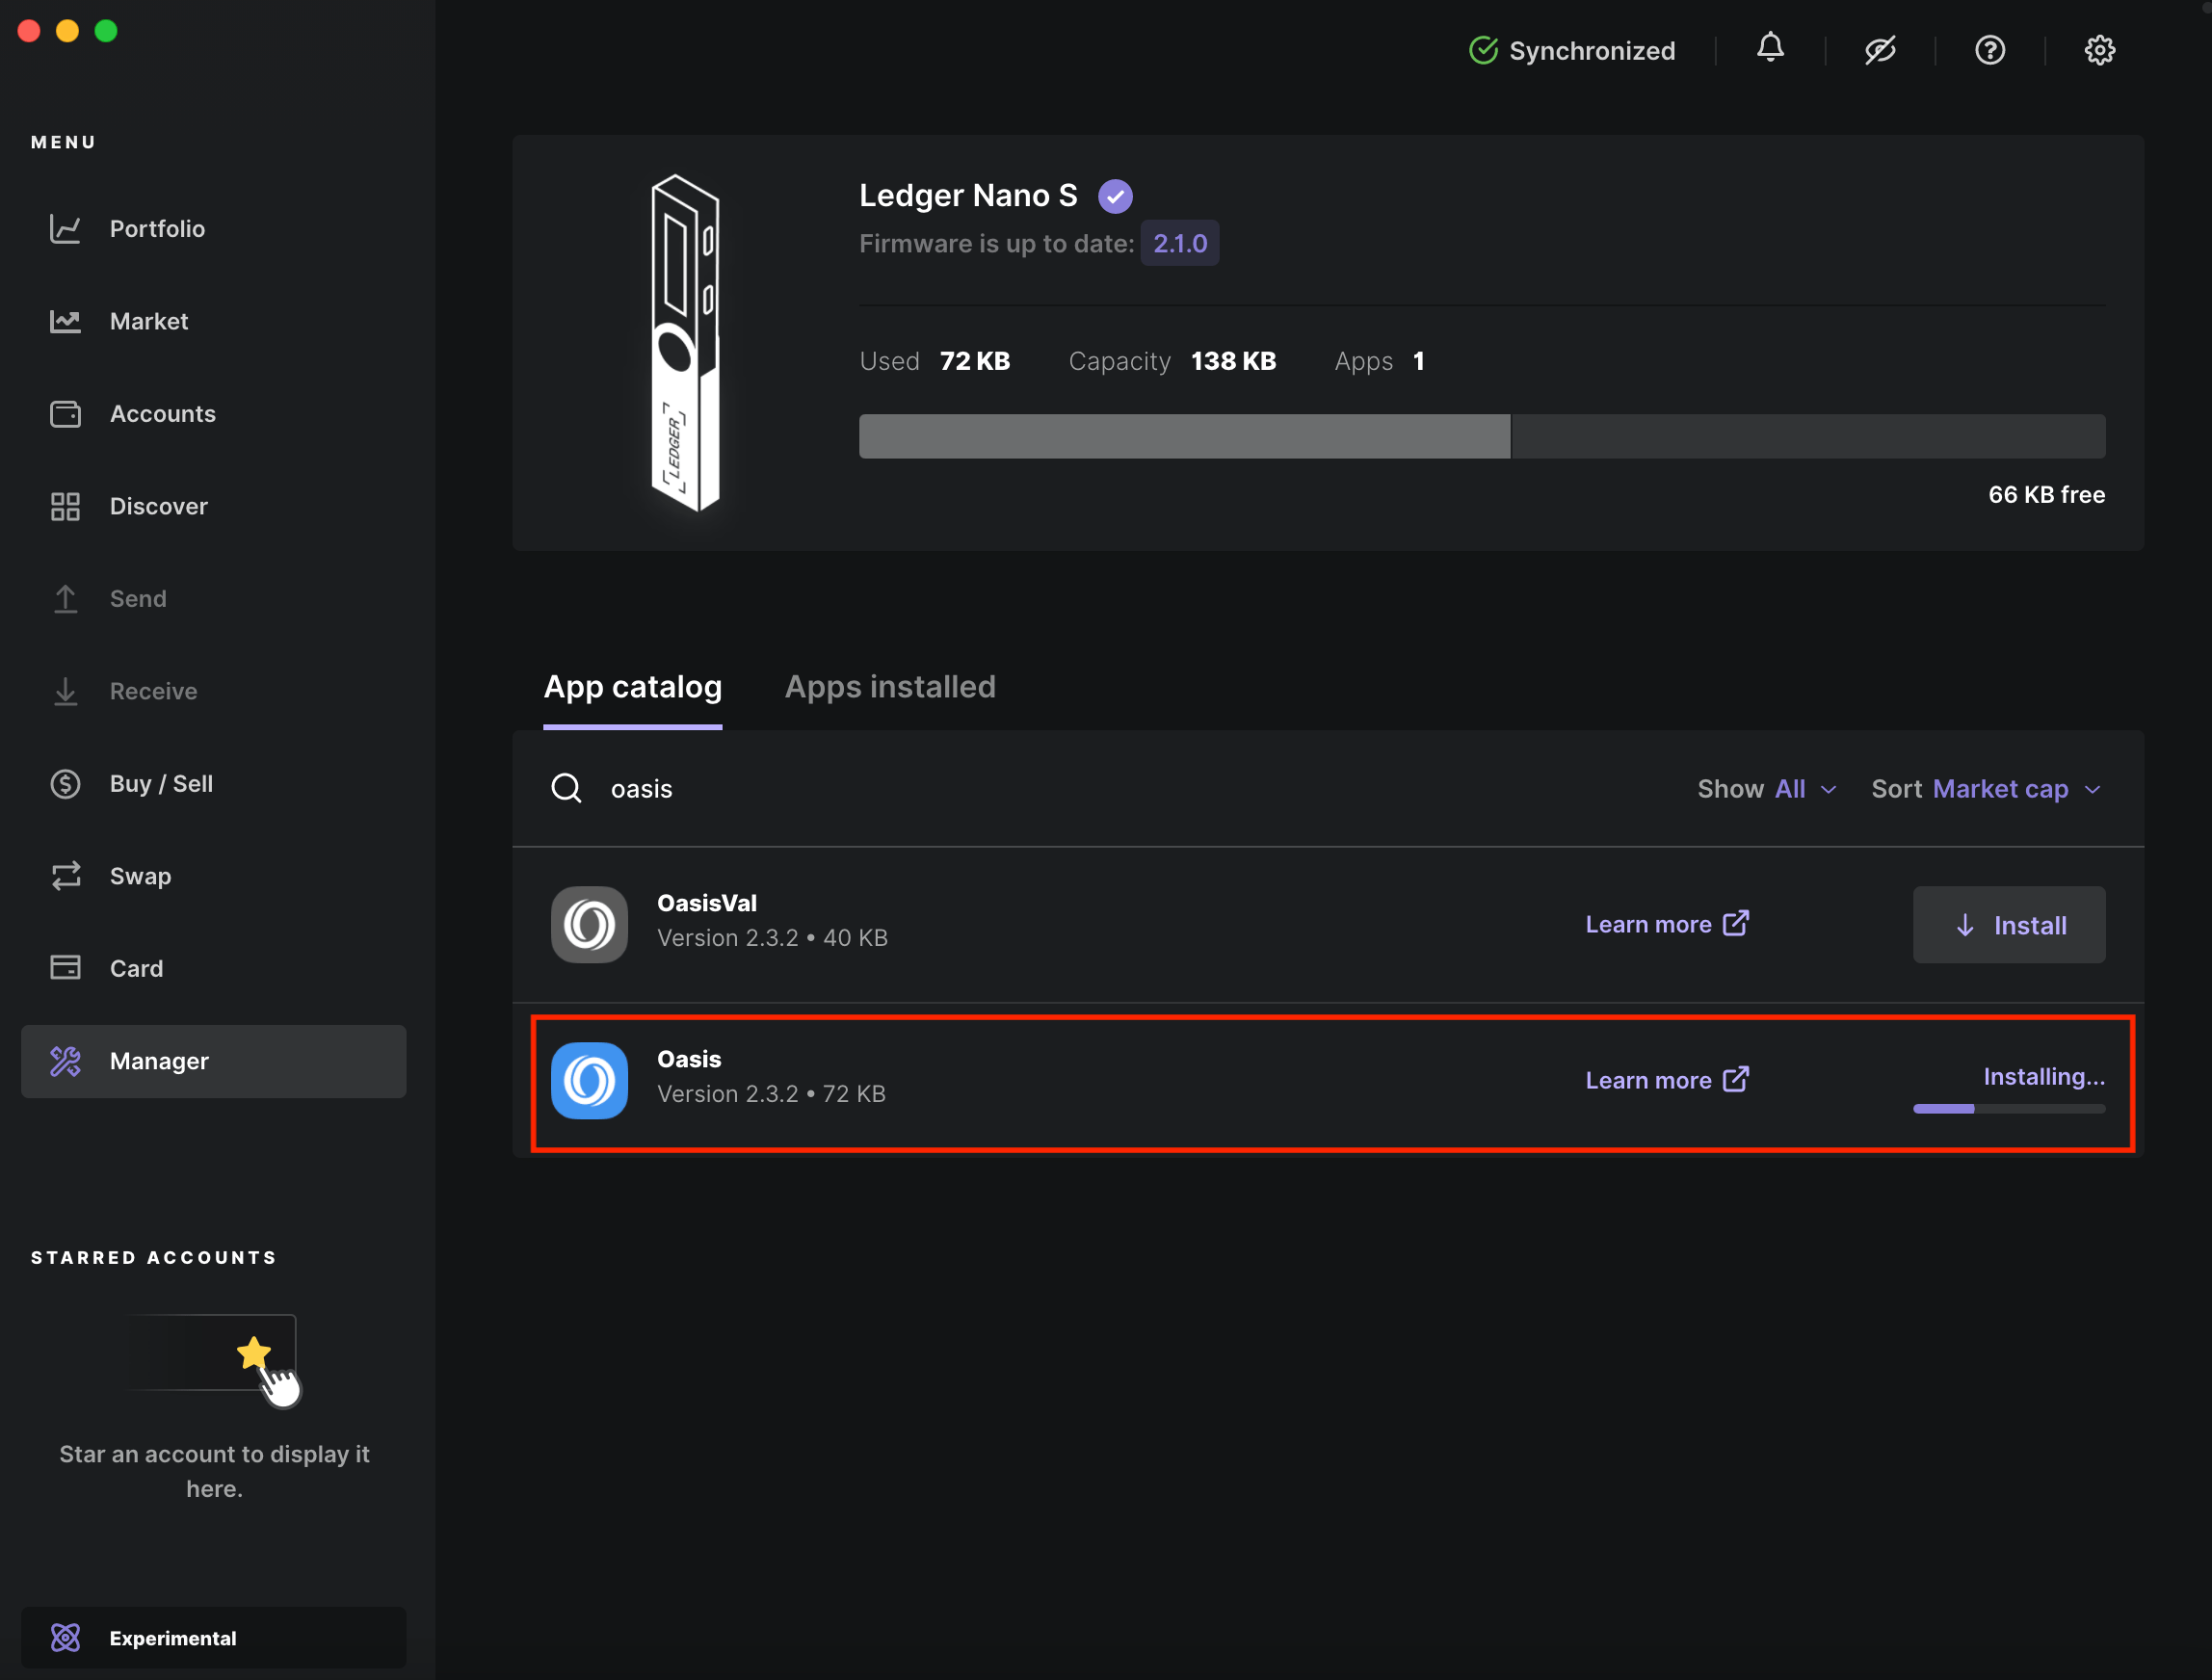 Synchronized
MENU
Portfolio
Market
Accounts
Discover
Send
Receive
Buy / Sell
Swap
Card
Manager
STARRED ACCOUNTS
Star an account to display it
here.
Experimental
LEDGER
Ledger Nano S
Firmware is up to date: 2.1.0
Used 72 KB Capacity 138 KB Apps 1
66 KB free
App catalog Apps installed
oasis Show All Sort Market cap
OasisVal
Version 2.3.2 • 40 KB
Learn more
Install
Oasis
Version 2.3.2 • 72 KB
Learn more
Installing...